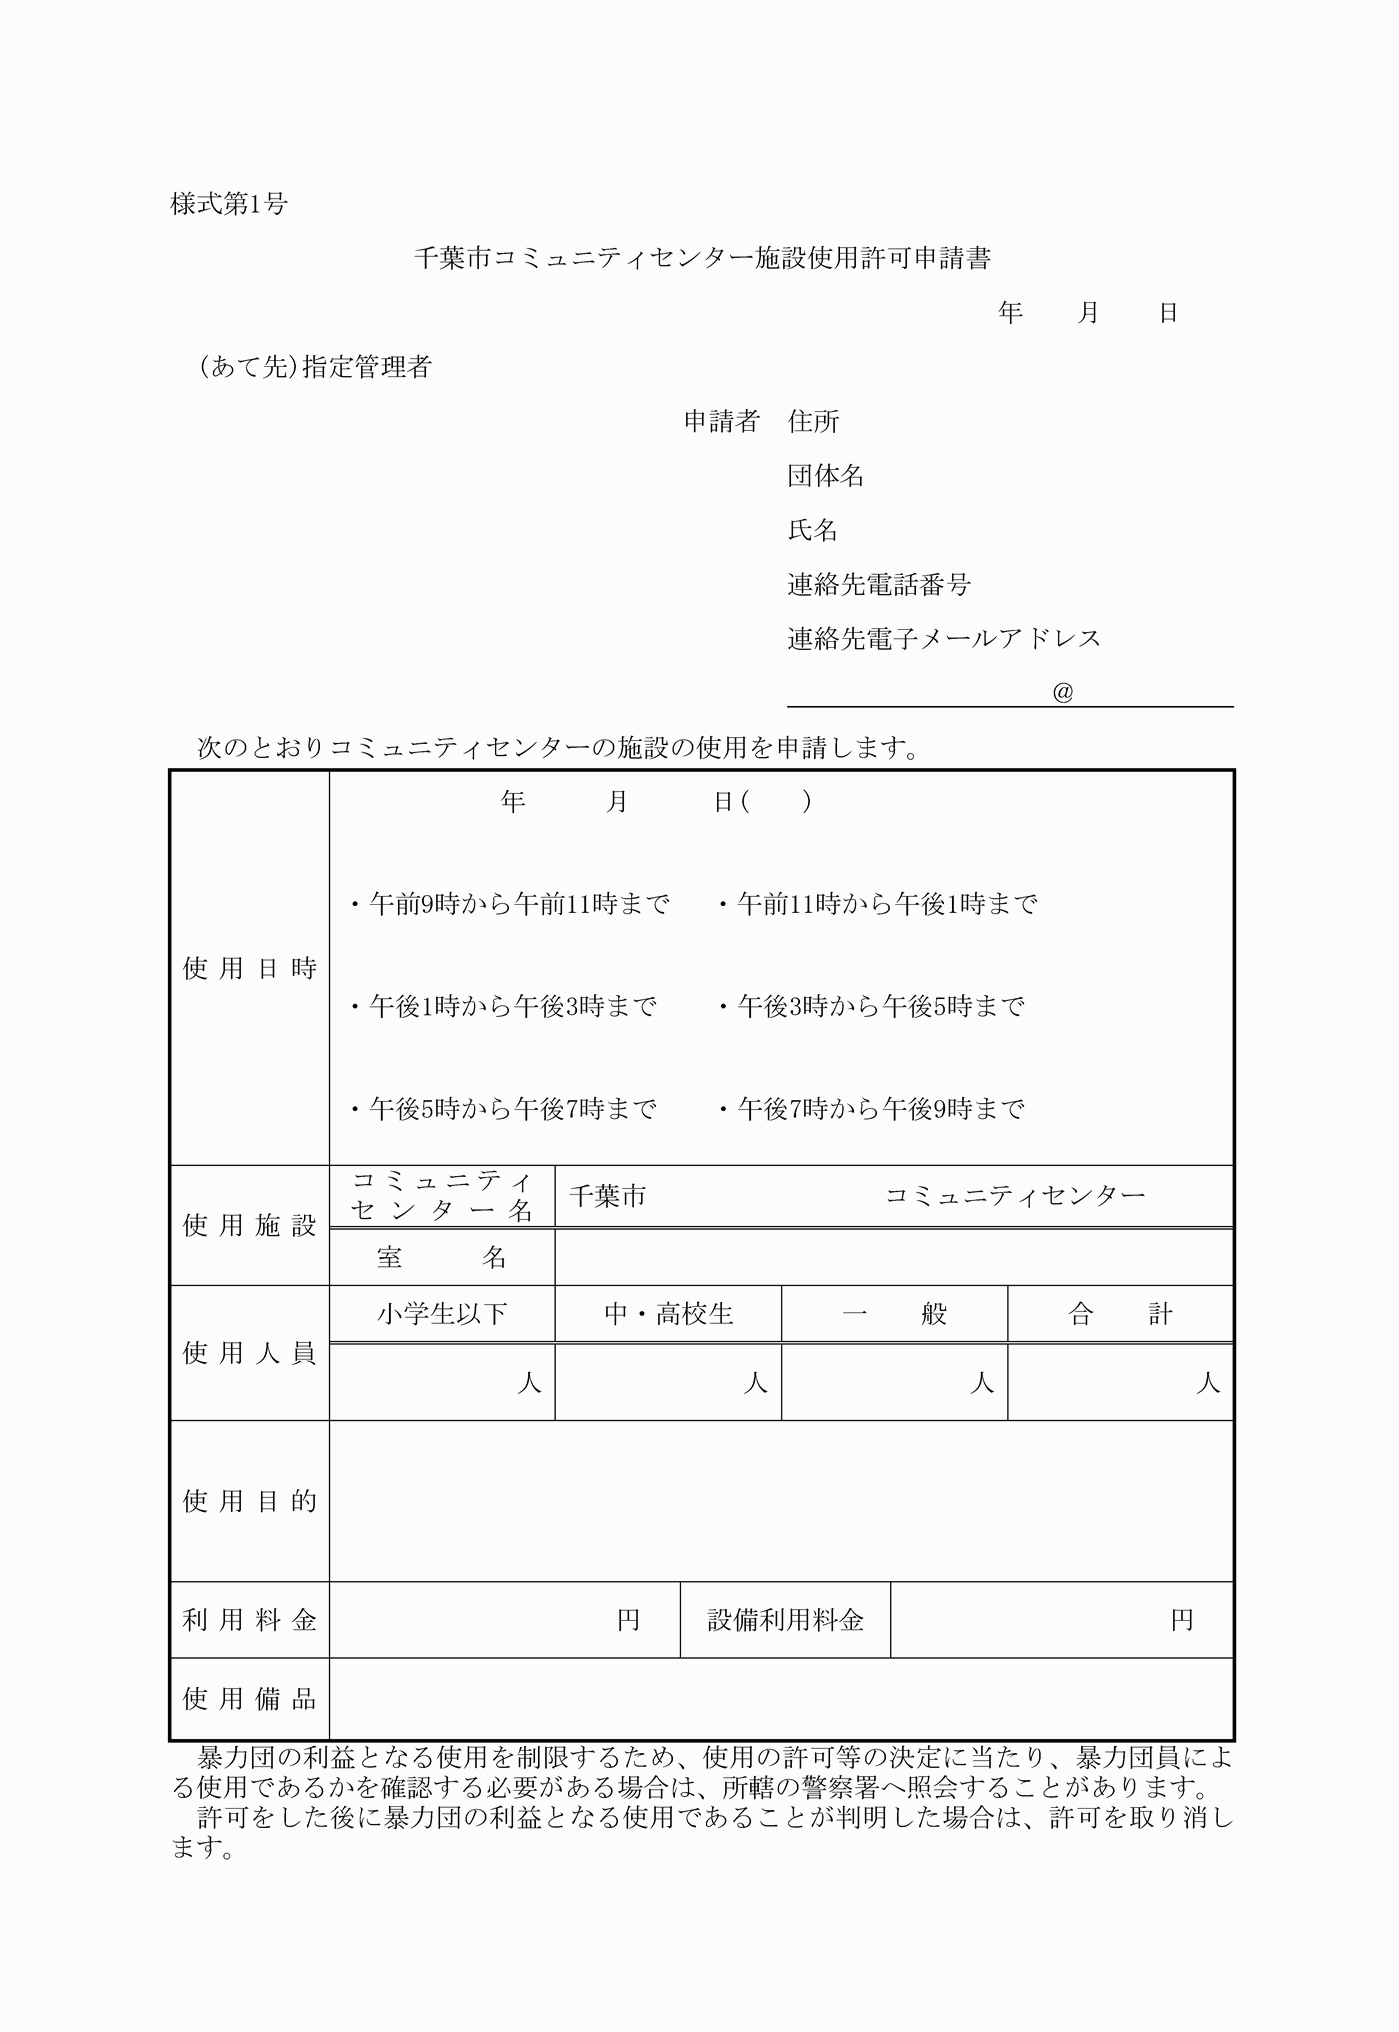 様式第1号
千葉市コミュニティセンター施設使用許可申請書
年　　月　　日
(あて先)指定管理者
申請者　住所
団体名
氏名
連絡先電話番号
連絡先電子メールアドレス
@
次のとおりコミュニティセンターの施設の使用を申請します。
使用日時
年　　　月　　　日(　　)
・午前9時から午前11時まで　・午前11時から午後1時まで
・午後1時から午後3時まで　・午後3時から午後5時まで
・午後5時から午後7時まで　・午後7時から午後9時まで
使用施設
コミュニティ
センター名
千葉市　　　　　　　　　コミュニティセンター
室　　　名
使用人員
小学生以下　中・高校生　一　　般　合　　計
人　人　人　人
使用目的
利用料金　円　設備利用料金　円
使用備品
暴力団の利益となる使用を制限するため、使用の許可等の決定に当たり、暴力団員によ
る使用であるかを確認する必要がある場合は、所轄の警察署へ照会することがあります。
許可をした後に暴力団の利益となる使用であることが判明した場合は、許可を取り消し
ます。